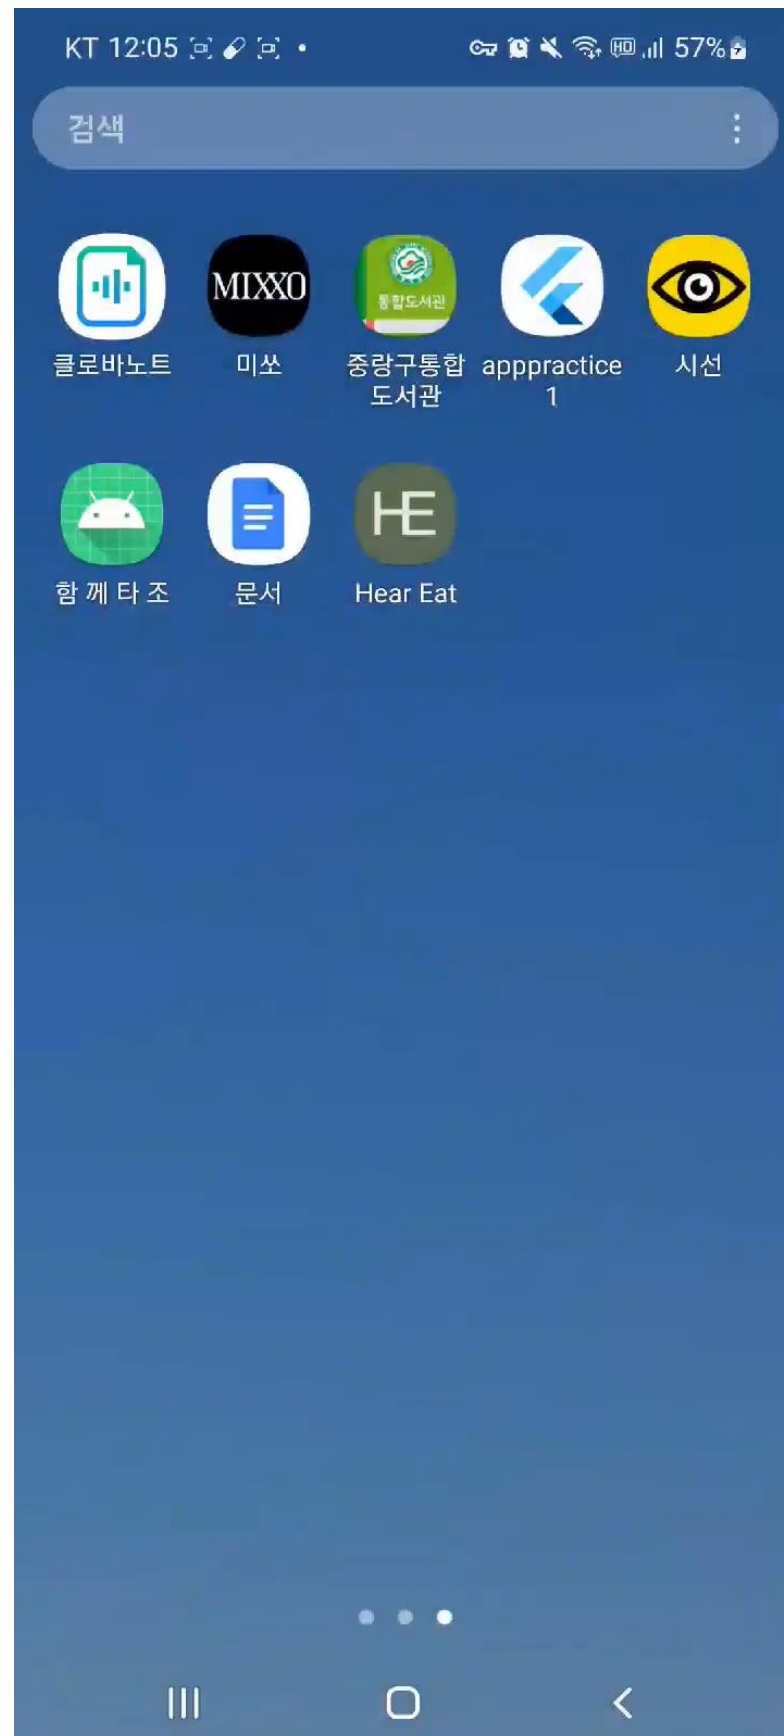 KT 12:05
57%
검색
MIXXO
통합도서관
클로바노트
미쏘
중랑구통합
도서관
apppractice
1
시선
함 께 타 조
문서
HE
Hear Eat